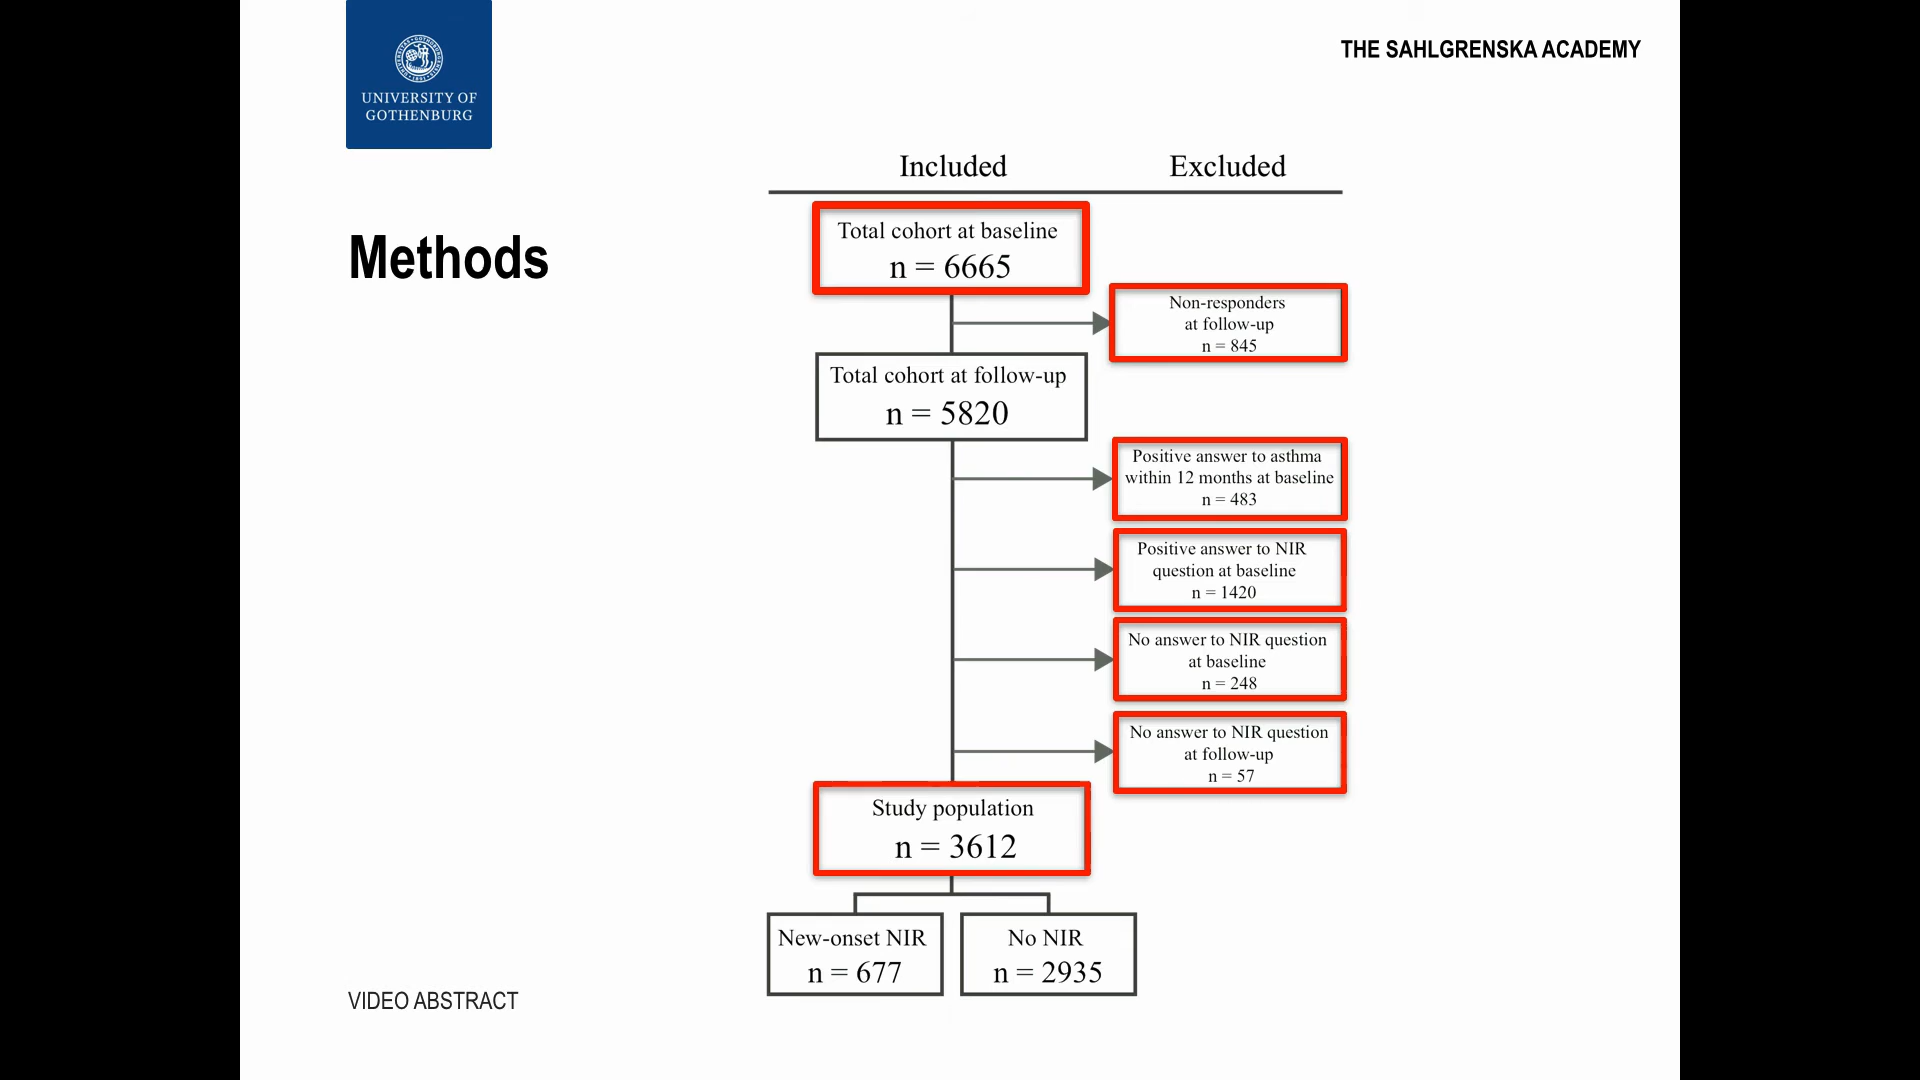 UNIVERSITY OF
GOTHENBURG
THE SAHLGRENSKA ACADEMY
Methods
Included
Excluded
Total cohort at baseline
n = 6665
Non-responders
at follow-up
n = 845
Total cohort at follow-up
n = 5820
Positive answer to asthma
within 12 months at baseline
n = 483
Positive answer to NIR
question at baseline
n = 1420
No answer to NIR question
at baseline
n = 248
No answer to NIR question
at follow-up
n = 57
Study population
n = 3612
New-onset NIR
n = 677
No NIR
n = 2935
VIDEO ABSTRACT